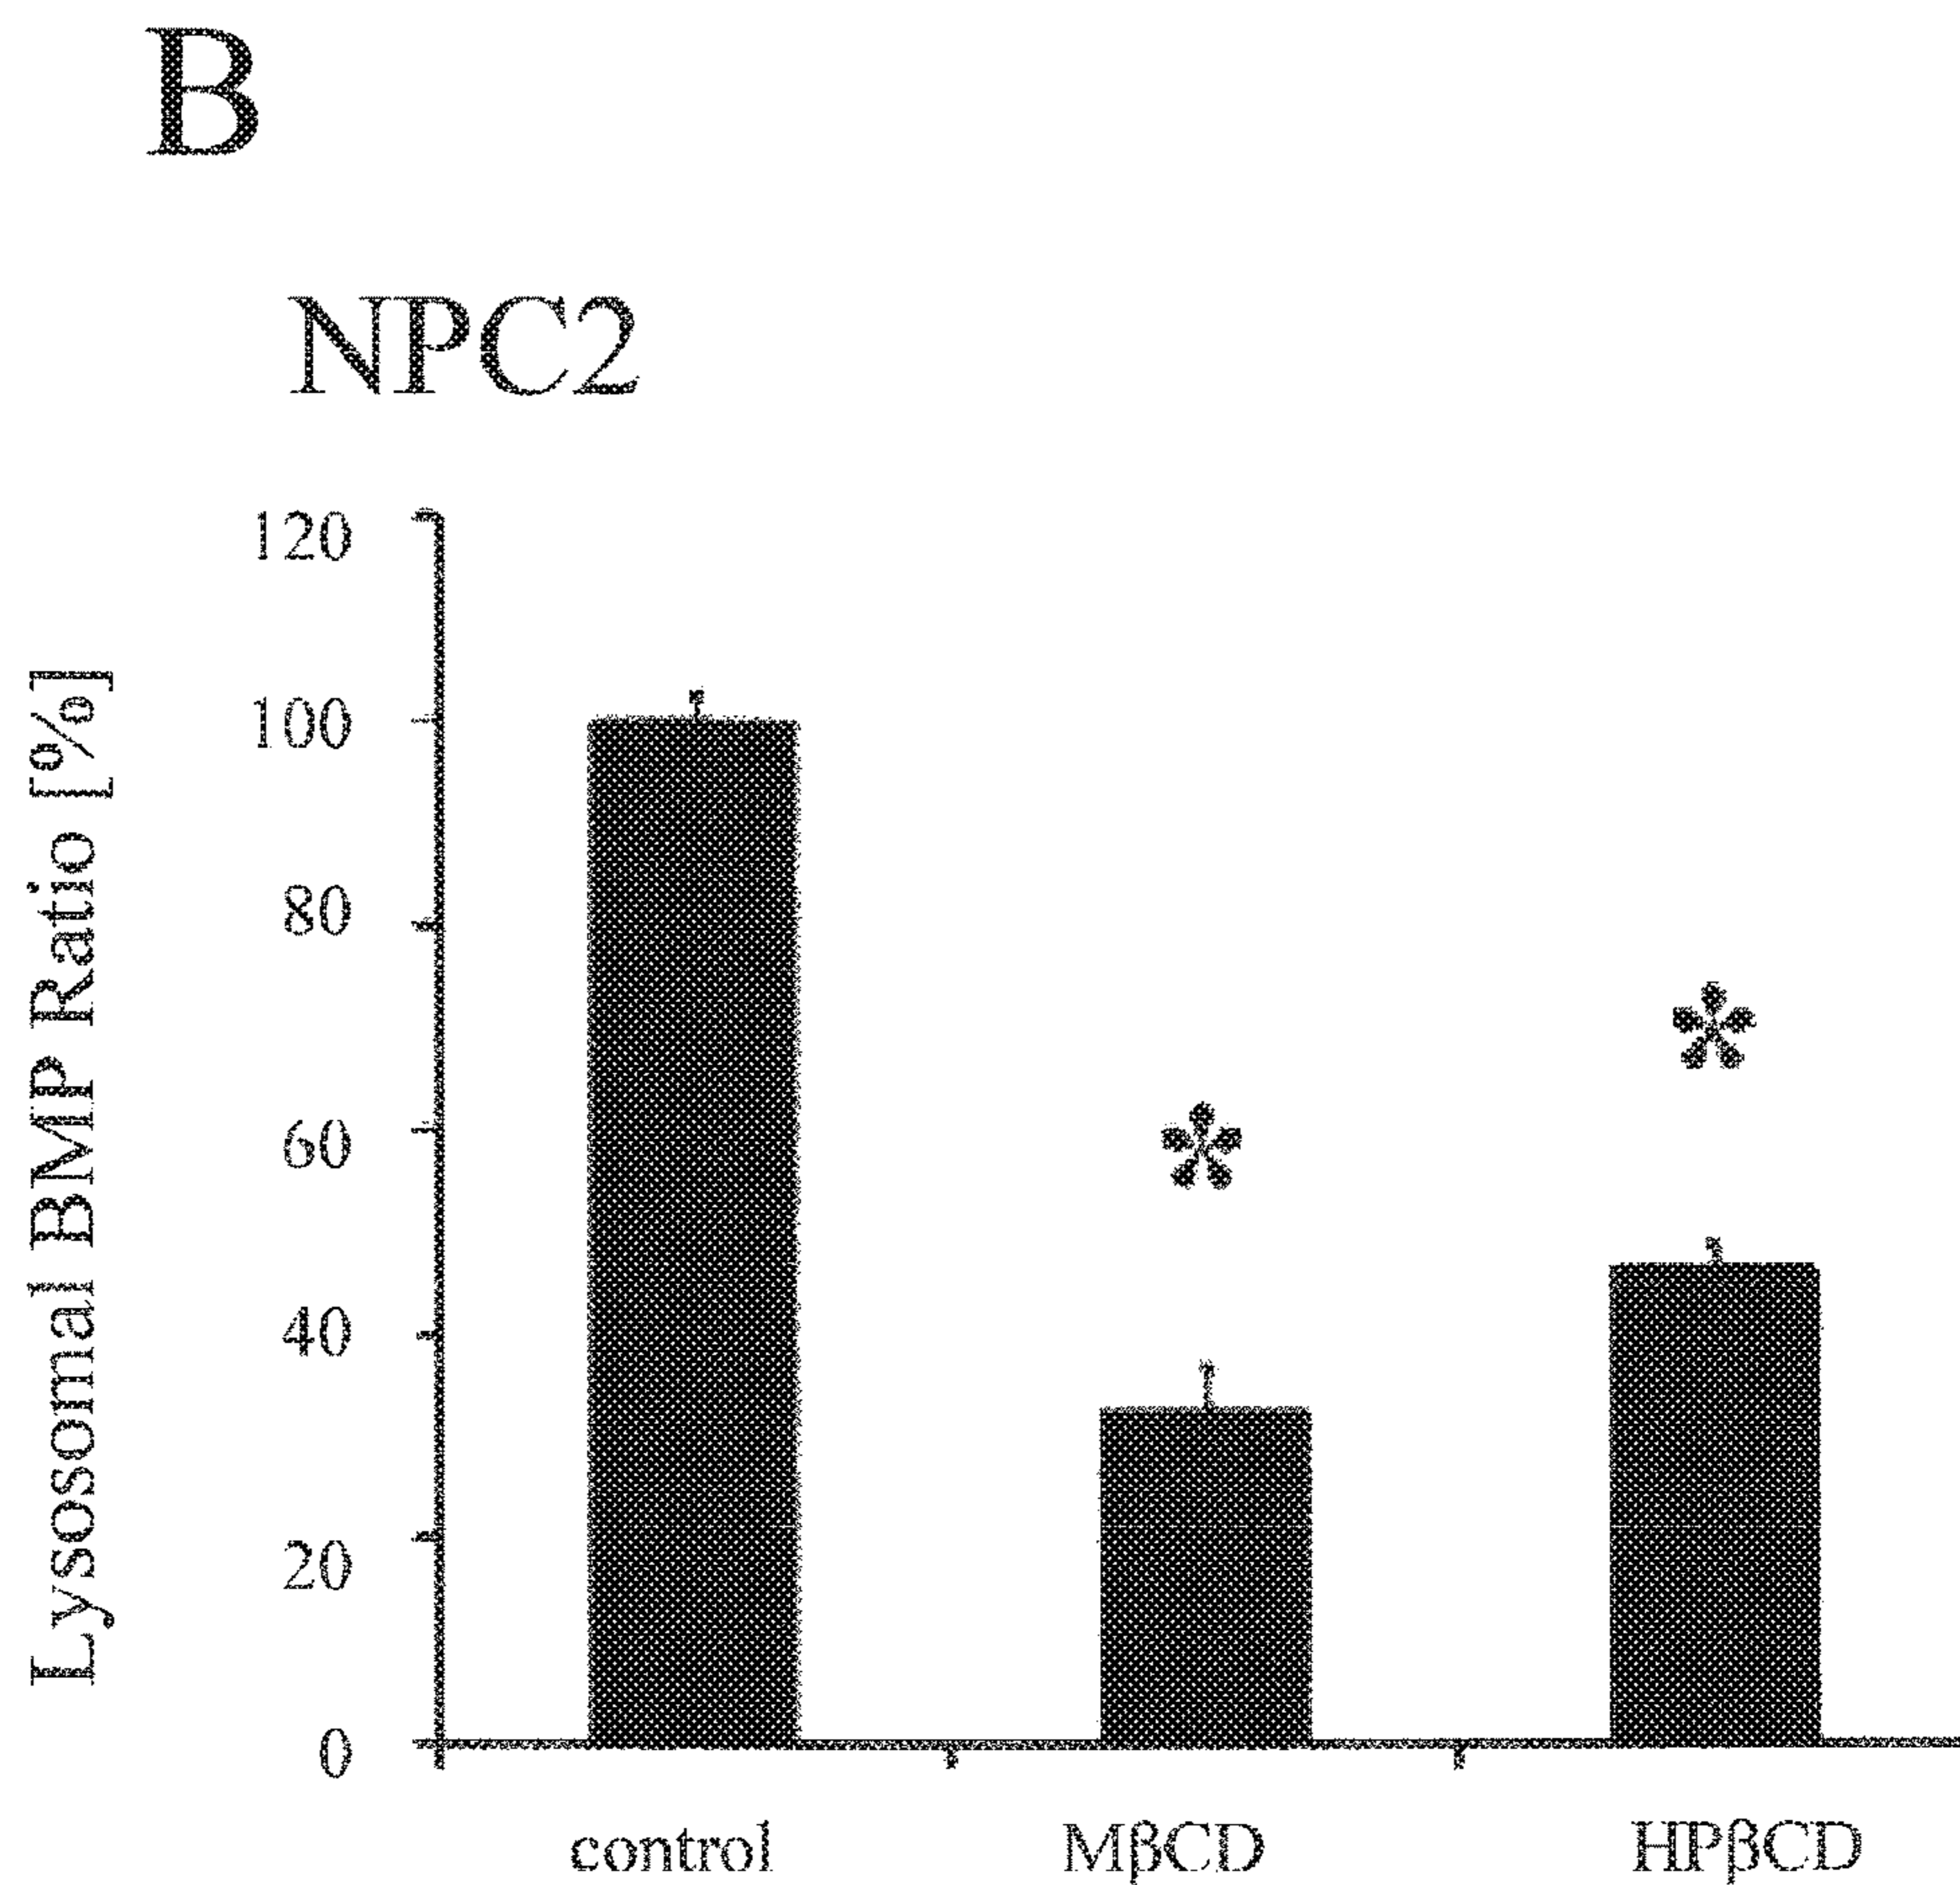 B
NPC2
Lysosomal BMP Ratio [%]
120
100
80
60
40
20
0
*
*
control MβCD HPβCD